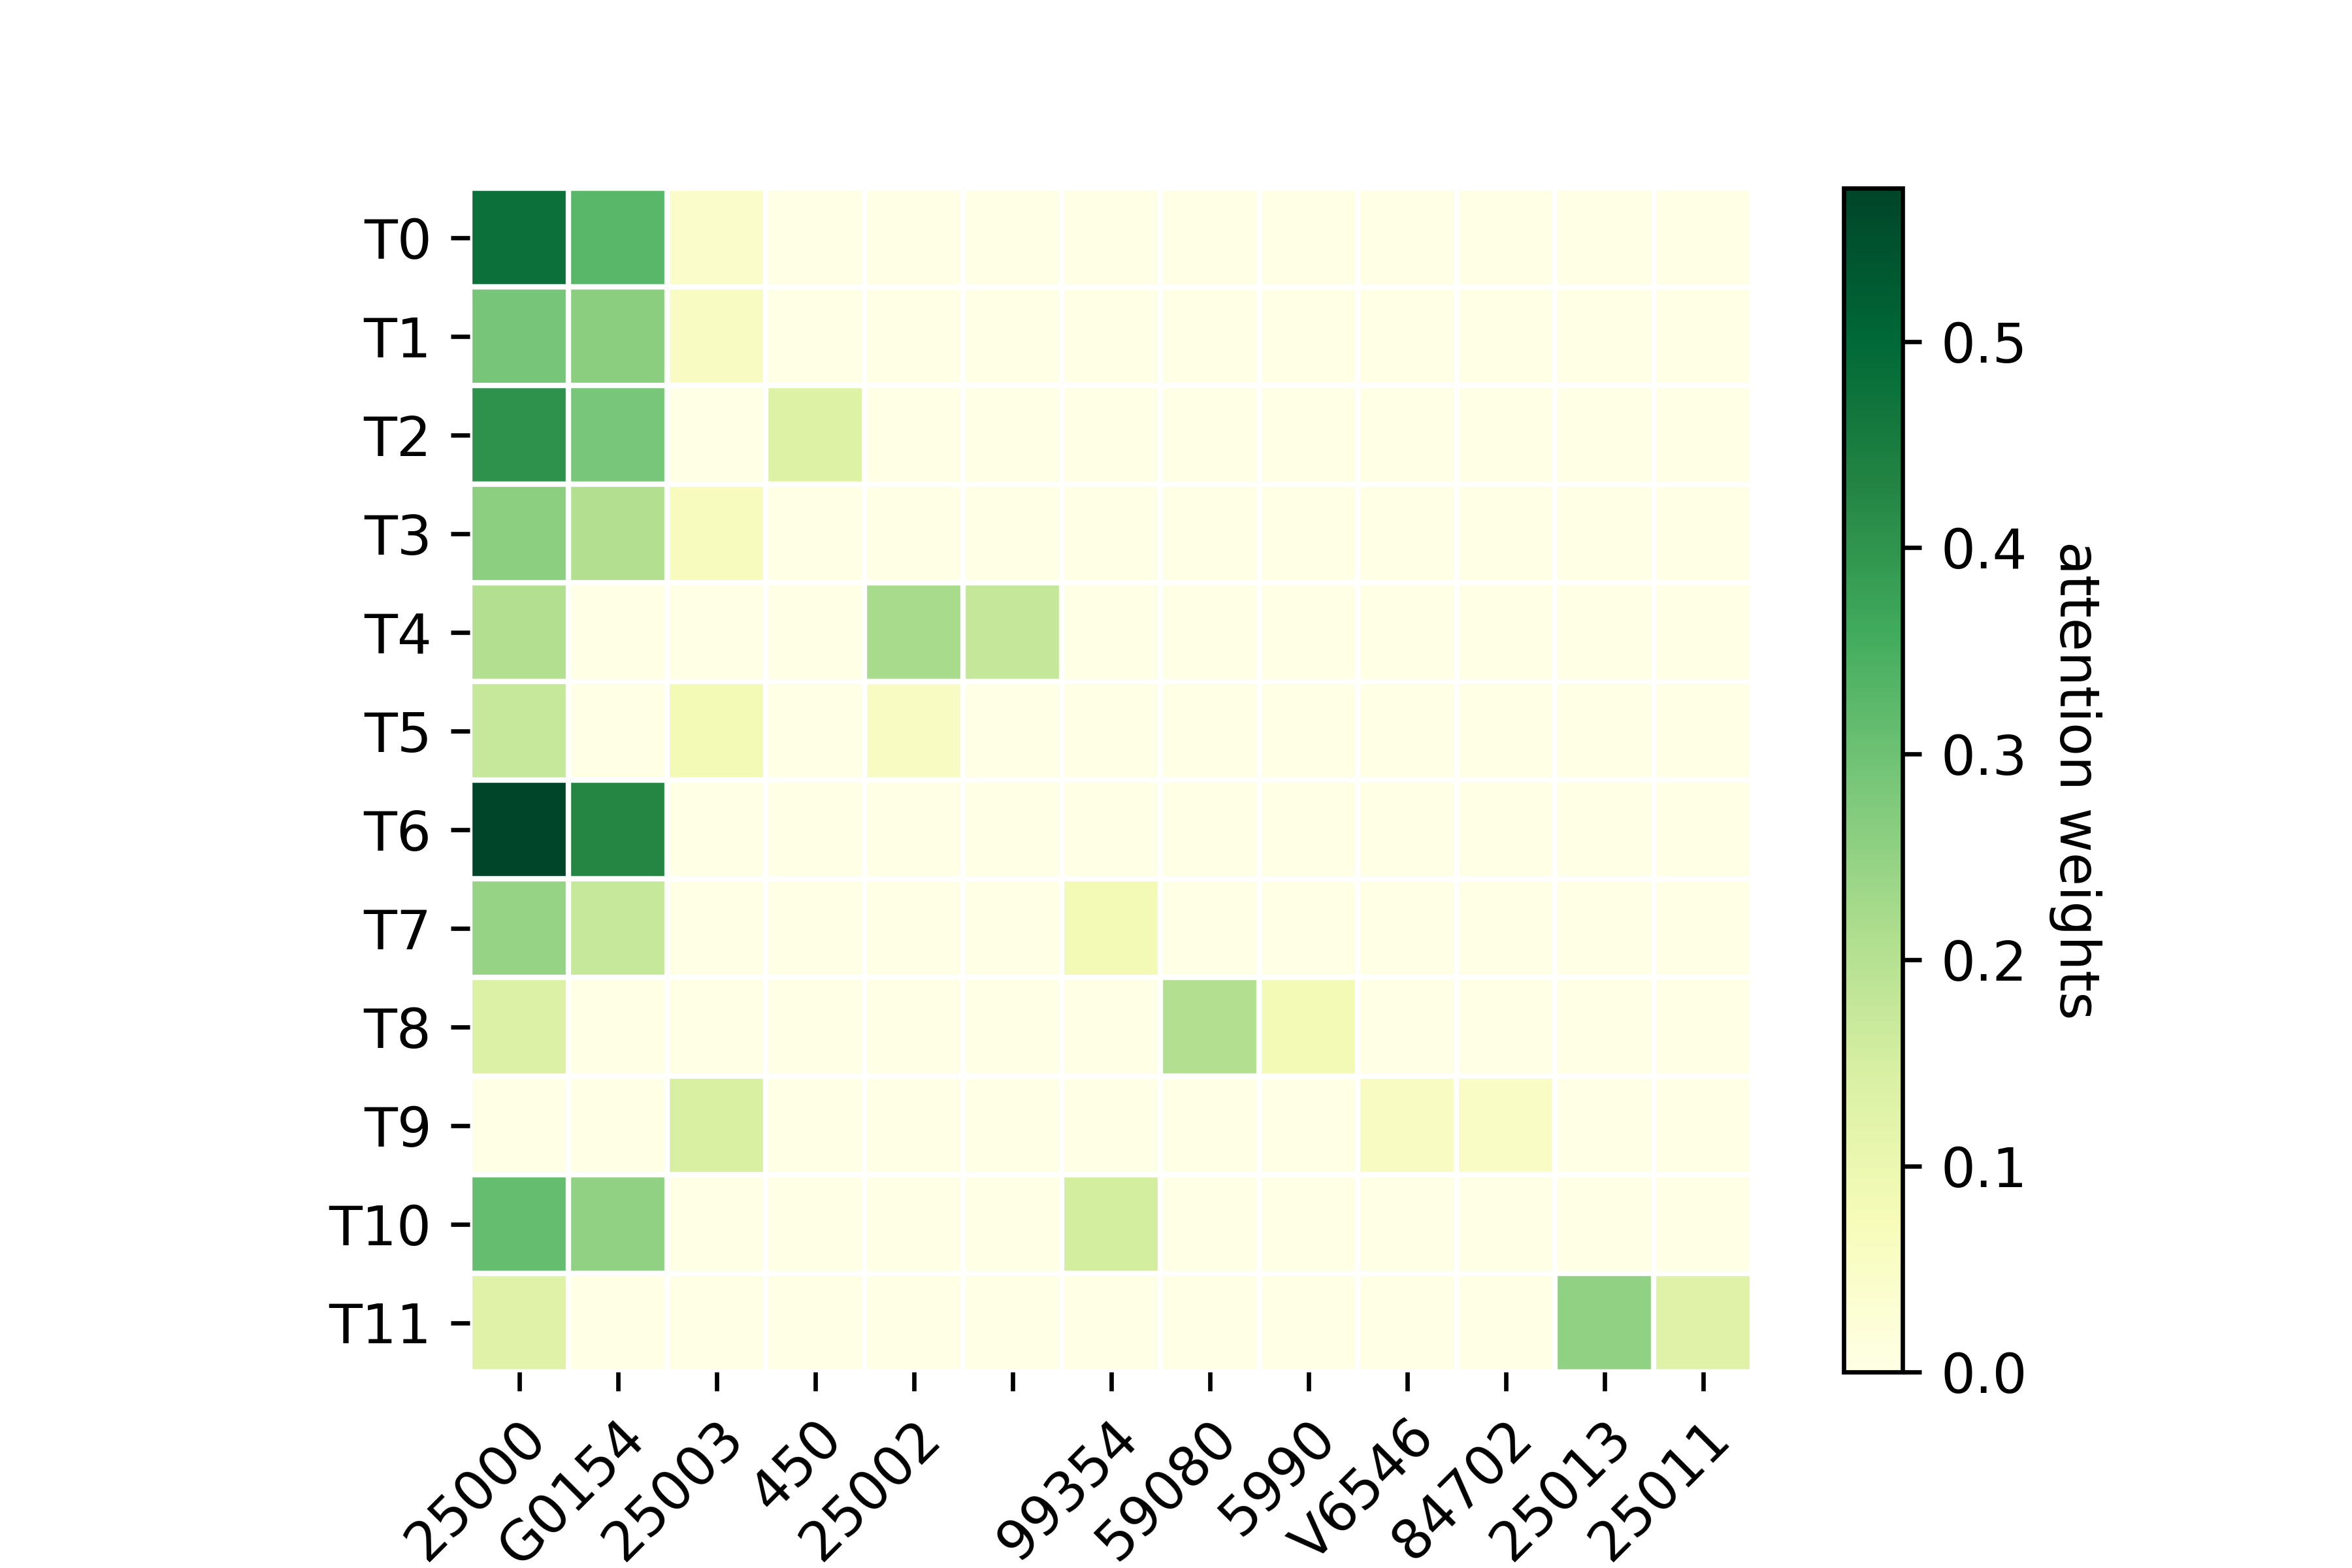 T0
T1
T2
T3
T4
T5
T6
T7
T8
T9
T10
T11
25000
G0154
25003
450
25002
99354
59080
5990
V6546
84702
25013
25011
0.5
0.4
0.3
0.2
0.1
0.0
attention weights